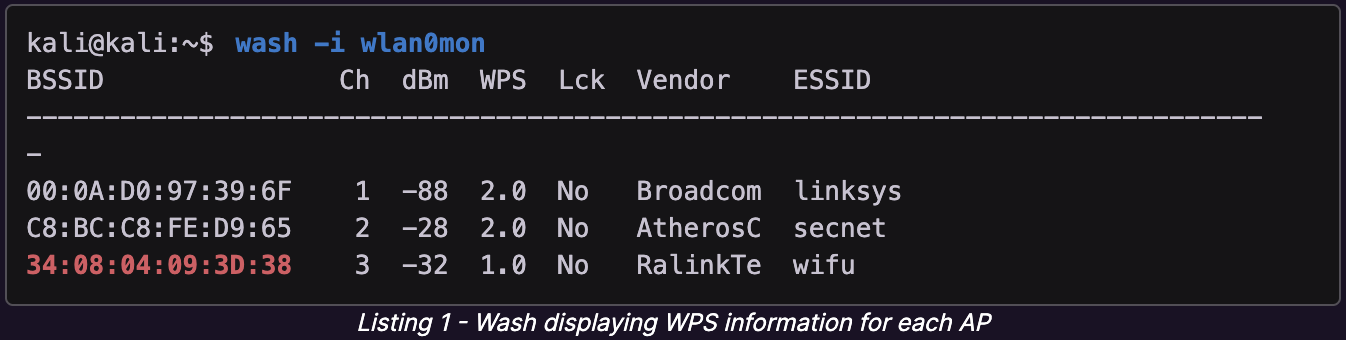 kali@kali:~$ wash -i wlan0mon
BSSID               Ch  dBm  WPS  Lck  Vendor    ESSID
-------------------------------------------------------------------------------
-
00:0A:D0:97:39:6F    1  -88  2.0  No   Broadcom  linksys
C8:BC:C8:FE:D9:65    2  -28  2.0  No   AtherosC  secnet
34:08:04:09:3D:38    3  -32  1.0  No   RalinkTe  wifu
Listing 1 - Wash displaying WPS information for each AP